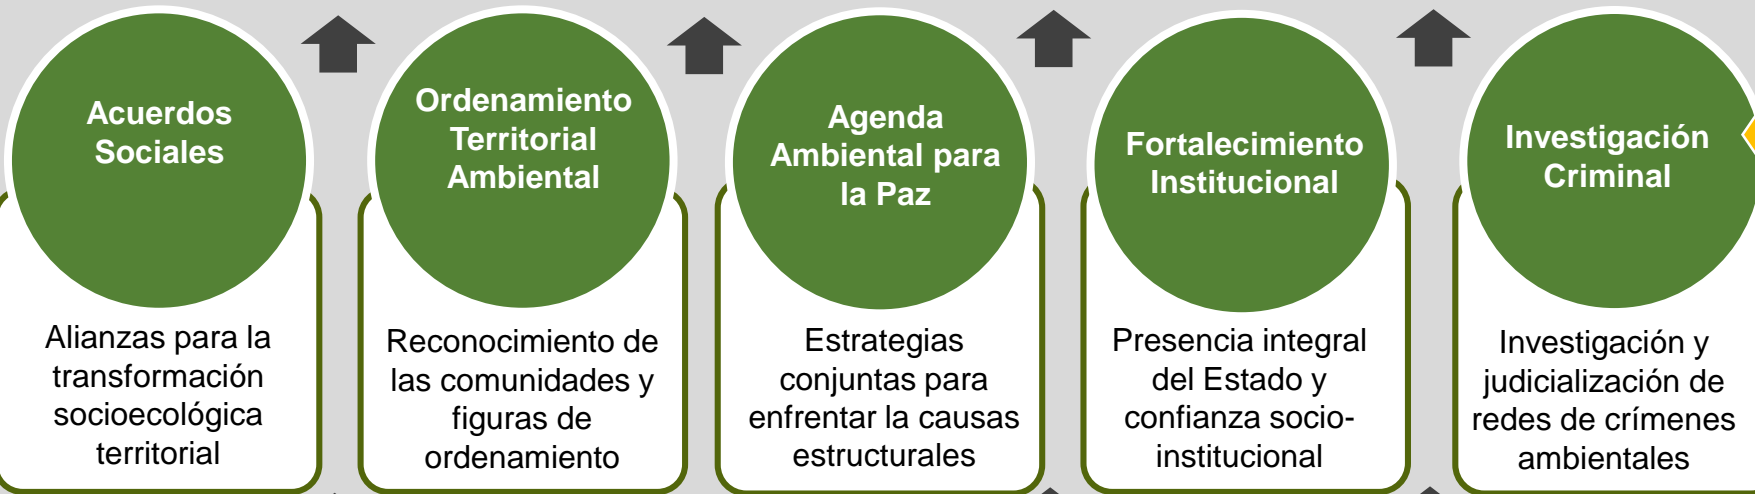 Acuerdos
Sociales
Alianzas para la
transformación
socioecológica
territorial
Ordenamiento
Territorial
Ambiental
Reconocimiento de
las comunidades y
figuras de
ordenamiento
Agenda
Ambiental para
la Paz
Estrategias
conjuntas para
enfrentar la causas
estructurales
Fortalecimiento
Institucional
Presencia integral
del Estado y
confianza socio-
institucional
Investigación
Criminal
Investigación y
judicialización de
redes de crímenes
ambientales